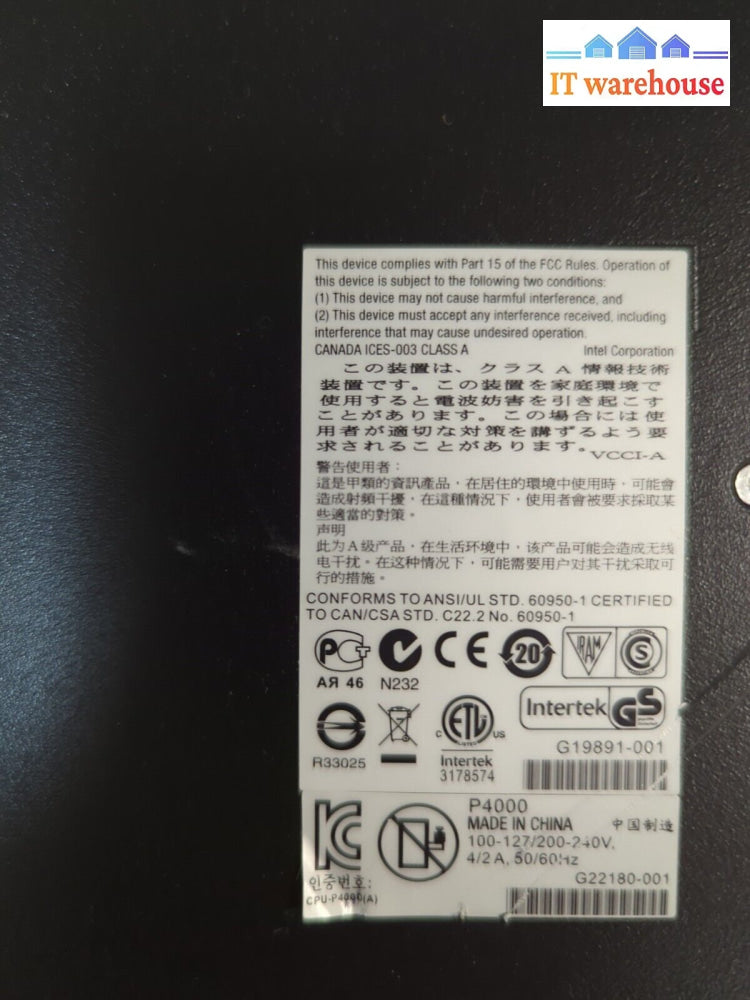 IT warehouse
This device complies with Part 15 of the FCC Rules. Operation of
this device is subject to the following two conditions:
(1) This device may not cause harmful interference, and
(2) This device must accept any interference received, including
interference that may cause undesired operation.
CANADA ICES-003 CLASS A Intel Corporation
この装置は、クラス A 情報技術
装置です。この装置を家庭環境で
使用すると電波妨害を引き起こす
ことがあります。この場合には使
用者が適切な対策を講ずるよう要
求されることがあります。VCCI-A
警告使用者：
這是甲類的資訊產品，在居住的環境中使用時，可能會
造成射頻干擾，在這種情況下，使用者會被要求採取某
些適當的對策。
声明
此为 A 级产品，在生活环境中，该产品可能会造成无线
电干扰。在这种情况下，可能需要用户对其干扰采取可
行的措施。
CONFORMS TO ANSI/UL STD. 60950-1 CERTIFIED
TO CAN/CSA STD. C22.2 No. 60950-1
PCT CE 20 IRAM S
АЯ 46 N232
ETL LISTED C US Intertek GS
R33025 Intertek G19891-001
3178574
P4000
MADE IN CHINA 中国制造
100-127/200-240V,
4/2 A, 50/60Hz
인증번호: G22180-001
CPU-P4000(A)